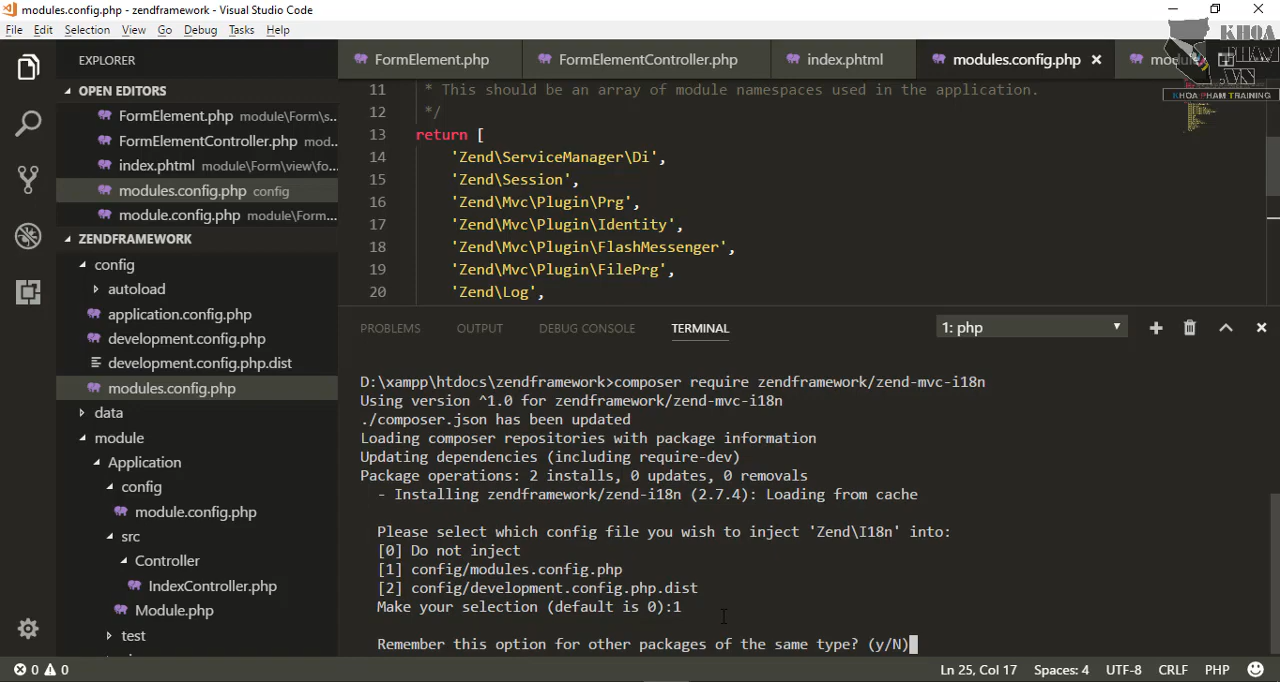 modules.config.php - zendframework - Visual Studio Code
File Edit Selection View Go Debug Tasks Help
KHOA
PHAM
.VN
KHOA PHAM TRAINING
EXPLORER
OPEN EDITORS
FormElement.php module\Form\s...
FormElementController.php mod...
index.phtml module\Form\view\fo...
modules.config.php config
module.config.php module\Form...
ZENDFRAMEWORK
config
autoload
application.config.php
development.config.php
development.config.php.dist
modules.config.php
data
module
Application
config
module.config.php
src
Controller
IndexController.php
Module.php
test
FormElement.php
FormElementController.php
index.phtml
modules.config.php
11 * This should be an array of module namespaces used in the application.
12 */
13 return [
14 'Zend\ServiceManager\Di',
15 'Zend\Session',
16 'Zend\Mvc\Plugin\Prg',
17 'Zend\Mvc\Plugin\Identity',
18 'Zend\Mvc\Plugin\FlashMessenger',
19 'Zend\Mvc\Plugin\FilePrg',
20 'Zend\Log',
PROBLEMS OUTPUT DEBUG CONSOLE TERMINAL 1: php
D:\xampp\htdocs\zendframework>composer require zendframework/zend-mvc-i18n
Using version ^1.0 for zendframework/zend-mvc-i18n
./composer.json has been updated
Loading composer repositories with package information
Updating dependencies (including require-dev)
Package operations: 2 installs, 0 updates, 0 removals
- Installing zendframework/zend-i18n (2.7.4): Loading from cache
Please select which config file you wish to inject 'Zend\I18n' into:
[0] Do not inject
[1] config/modules.config.php
[2] config/development.config.php.dist
Make your selection (default is 0):1
Remember this option for other packages of the same type? (y/N)
0 0 Ln 25, Col 17 Spaces: 4 UTF-8 CRLF PHP